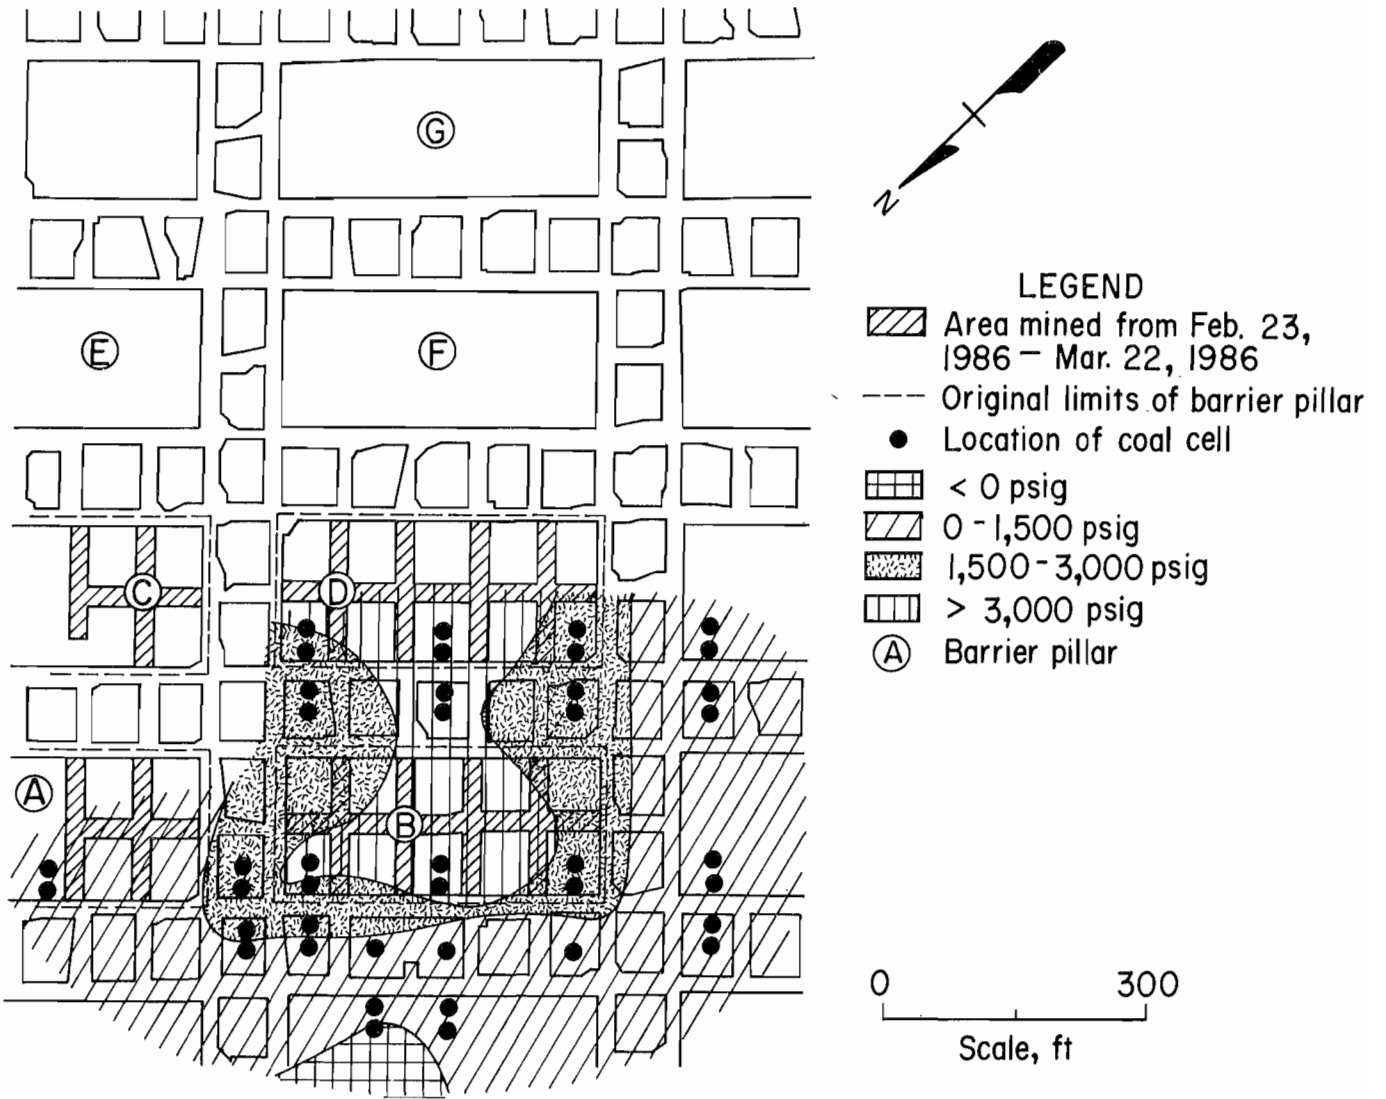 G
N
E
F
LEGEND
Area mined from Feb. 23,
1986 – Mar. 22, 1986
Original limits of barrier pillar
Location of coal cell
< 0 psig
0 - 1,500 psig
1,500 - 3,000 psig
> 3,000 psig
A Barrier pillar
C
D
A
B
0 300
Scale, ft